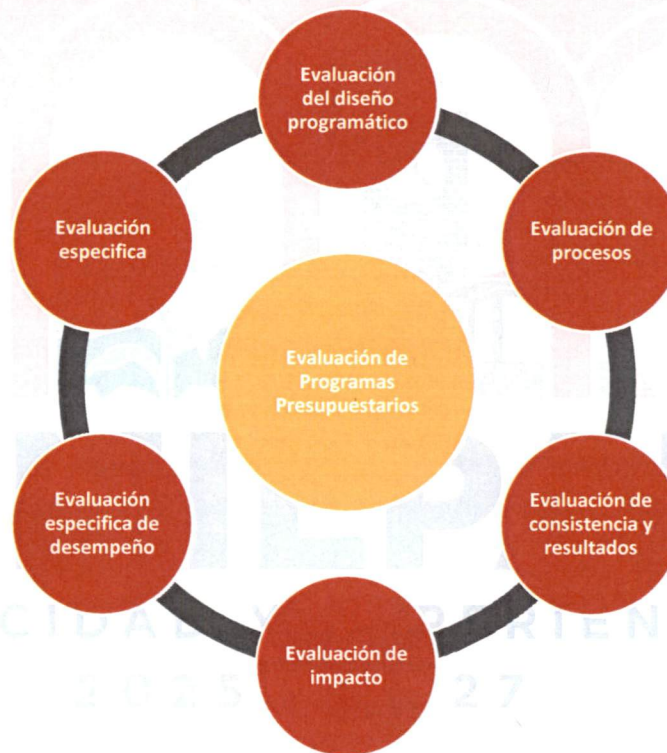 Evaluación
del diseño
programático
Evaluación de
procesos
Evaluación de
consistencia y
resultados
Evaluación de
impacto
Evaluación
especifica de
desempeño
Evaluación
especifica
Evaluación de
Programas
Presupuestarios